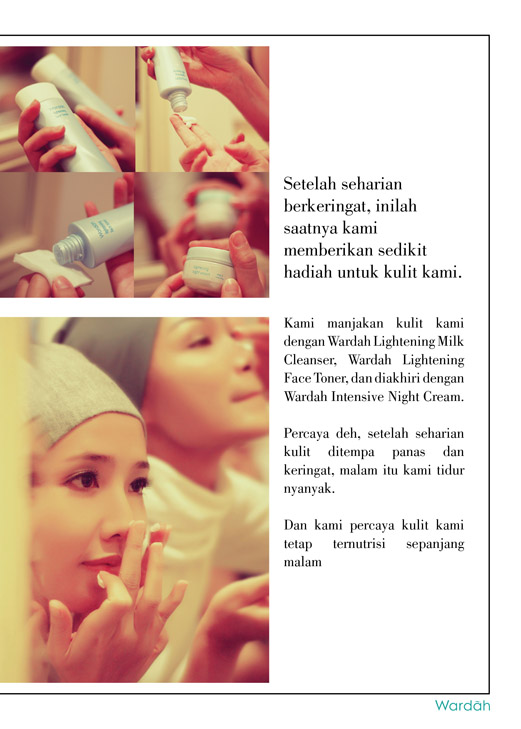 Setelah seharian
berkeringat, inilah
saatnya kami
memberikan sedikit
hadiah untuk kulit kami.
Kami manjakan kulit kami
dengan Wardah Lightening Milk
Cleanser, Wardah Lightening
Face Toner, dan diakhiri dengan
Wardah Intensive Night Cream.
Percaya deh, setelah seharian
kulit ditempa panas dan
keringat, malam itu kami tidur
nyanyak.
Dan kami percaya kulit kami
tetap ternutrisi sepanjang
malam
Wardāh